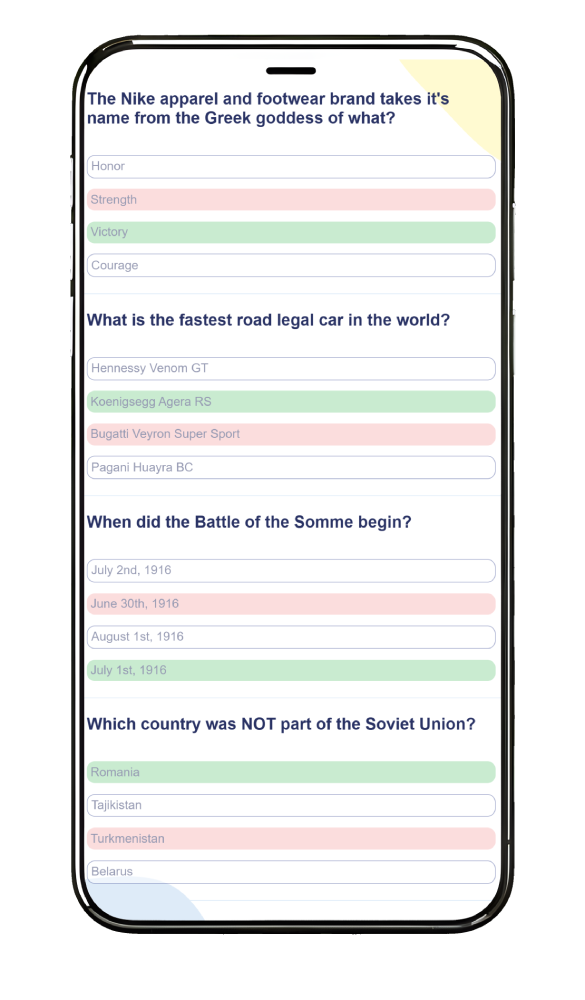 The Nike apparel and footwear brand takes it's
name from the Greek goddess of what?
Honor
Strength
Victory
Courage
What is the fastest road legal car in the world?
Hennessy Venom GT
Koenigsegg Agera RS
Bugatti Veyron Super Sport
Pagani Huayra BC
When did the Battle of the Somme begin?
July 2nd, 1916
June 30th, 1916
August 1st, 1916
July 1st, 1916
Which country was NOT part of the Soviet Union?
Romania
Tajikistan
Turkmenistan
Belarus